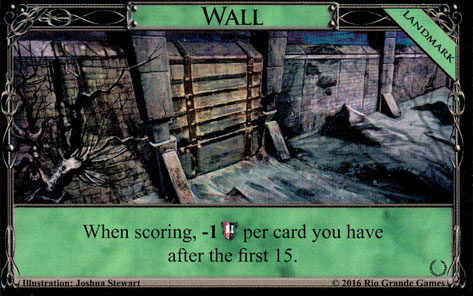 WALL
LANDMARK
When scoring, -1 per card you have
after the first 15.
Illustration: Joshua Stewart
© 2016 Rio Grande Games